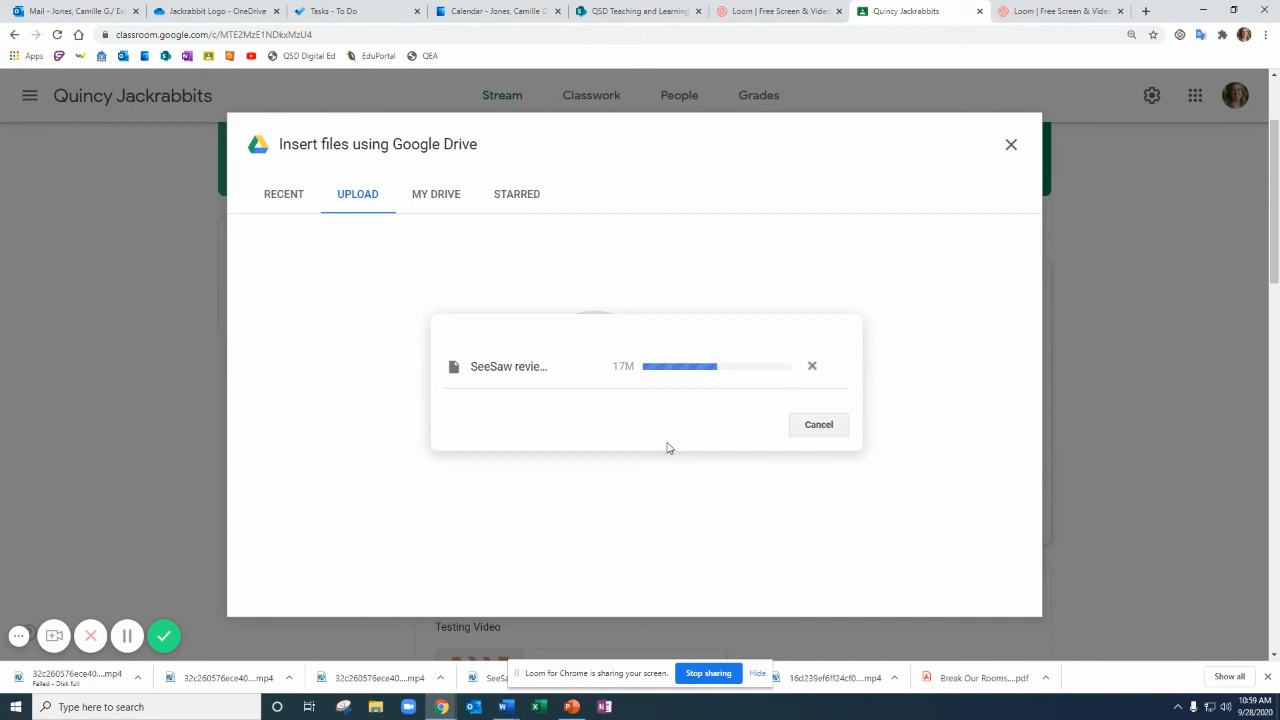 Mail - Jones, Camille G/ Ex
Jackrabbit Logo - OneDrive
Tasks - To Do
Calendar - Jones, Camille G
QSD Teaching and Learning
Loom | Free Screen & Video
Quincy Jackrabbits
Loom | Free Screen & Video
classroom.google.com/c/MTE2MzE1NDkxMzU4
Apps
QSD Digital Ed
EduPortal
QEA
Quincy Jackrabbits
Stream
Classwork
People
Grades
Insert files using Google Drive
RECENT
UPLOAD
MY DRIVE
STARRED
SeeSaw revie...
17M
Cancel
Testing Video
32c260576ece40....mp4
Failed - Disk full
32c260576ece40....mp4
32c260576ece40....mp4
SeeSa
Loom for Chrome is sharing your screen.
Stop sharing
Hide
16d239ef6ff24cf0....mp4
Break Our Rooms....pdf
Show all
Type here to search
10:59 AM
9/28/2020